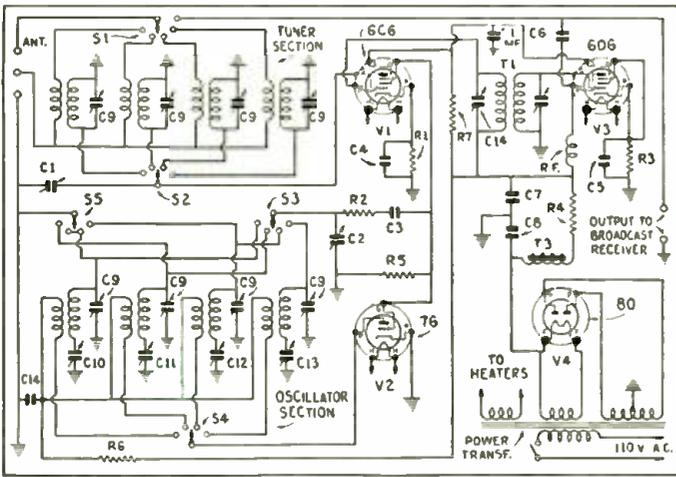 ANT.
S1
TUNER
SECTION
6C6
1
MF.
C6
6D6
T1
C9
C9
C9
C9
V1
R1
R7
C14
V3
C4
R.F.
C5
R3
C1
S2
C7
R4
S5
S3
R2
C3
C8
C2
T3
OUTPUT TO
BROADCAST
RECEIVER
R5
C9
C9
C9
C9
76
80
C10
C11
C12
C13
V2
V4
TO
HEATERS
C14
S4
OSCILLATOR
SECTION
R6
POWER
TRANSF.
110 V A.C.